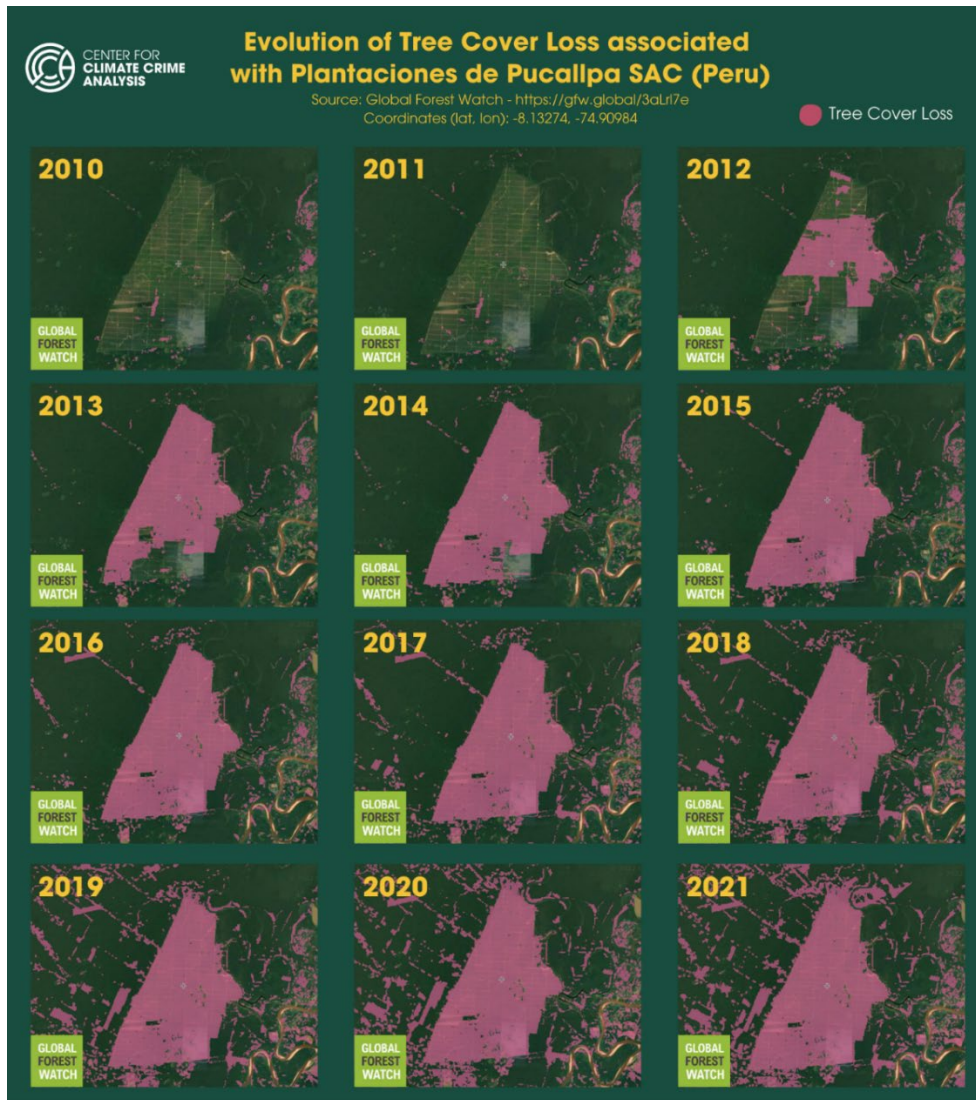 CENTER FOR
CLIMATE CRIME
ANALYSIS
Evolution of Tree Cover Loss associated
with Plantaciones de Pucallpa SAC (Peru)
Source: Global Forest Watch - https://gfw.global/3aLrl7e
Coordinates (lat, lon): -8.13274, -74.90984
Tree Cover Loss
2010
GLOBAL
FOREST
WATCH
2011
GLOBAL
FOREST
WATCH
2012
GLOBAL
FOREST
WATCH
2013
GLOBAL
FOREST
WATCH
2014
GLOBAL
FOREST
WATCH
2015
GLOBAL
FOREST
WATCH
2016
GLOBAL
FOREST
WATCH
2017
GLOBAL
FOREST
WATCH
2018
GLOBAL
FOREST
WATCH
2019
GLOBAL
FOREST
WATCH
2020
GLOBAL
FOREST
WATCH
2021
GLOBAL
FOREST
WATCH